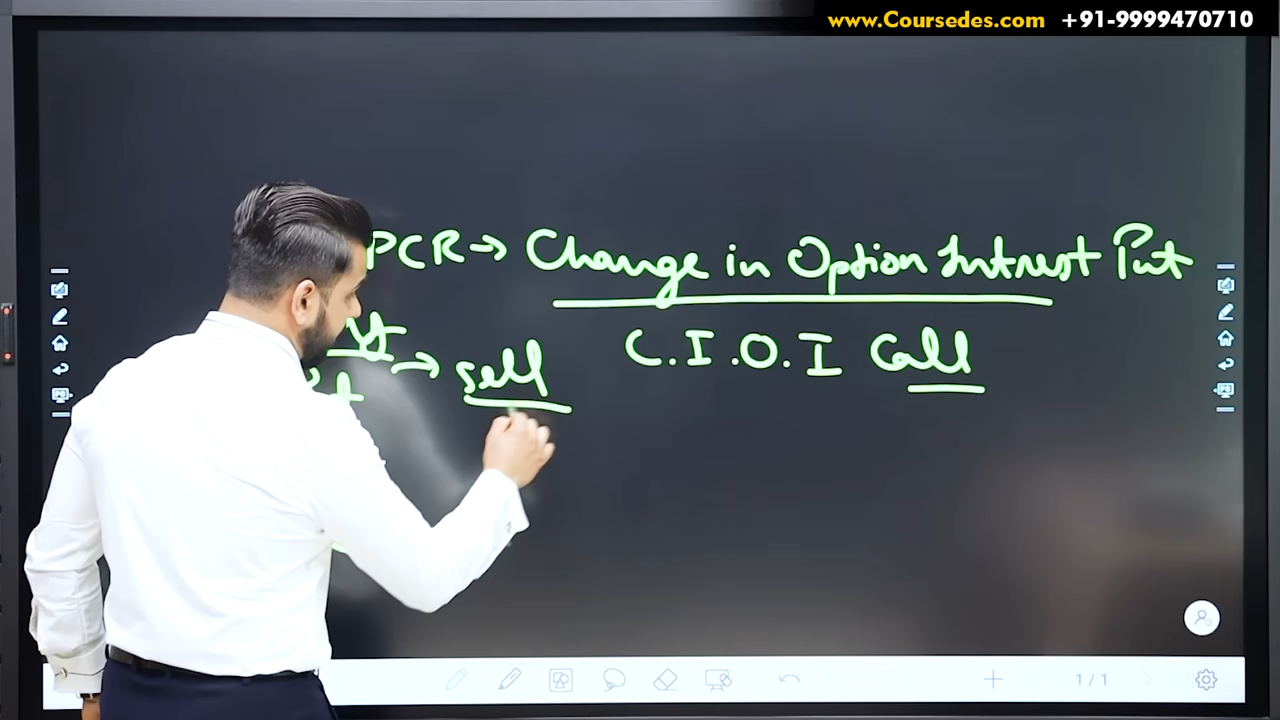 www.Coursedes.com +91-9999470710
PCR → Change in Option Intrest Put
C.I.O.I Call
→ sell
1/1